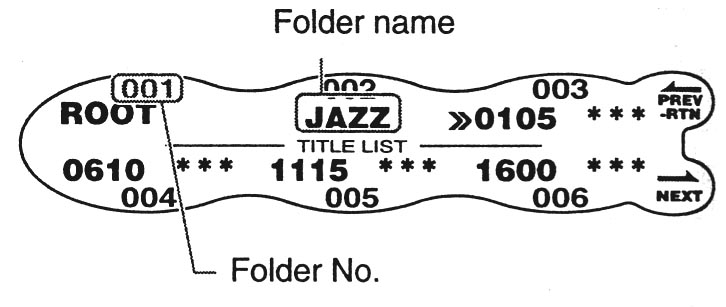 Folder name
001 002 003
ROOT JAZZ »0105 *** PREV -RTN
TITLE LIST
0610 *** 1115 *** 1600 ***
004 005 006 NEXT
Folder No.